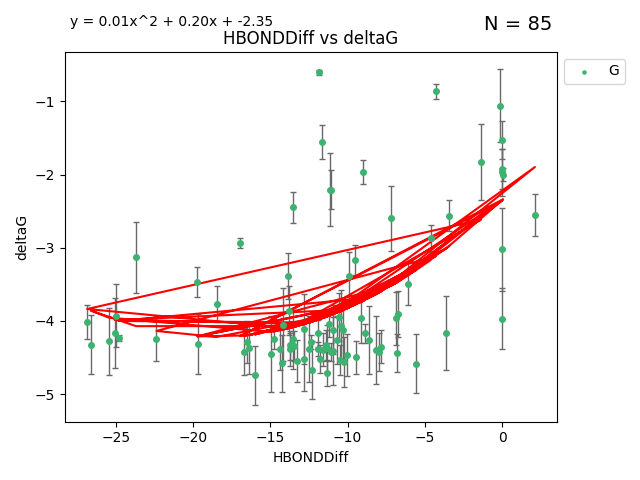 y = 0.01x^2 + 0.20x + -2.35
N = 85
HBONDDiff vs deltaG
G
deltaG
−1
−2
−3
−4
−5
−25 −20 −15 −10 −5 0
HBONDDiff